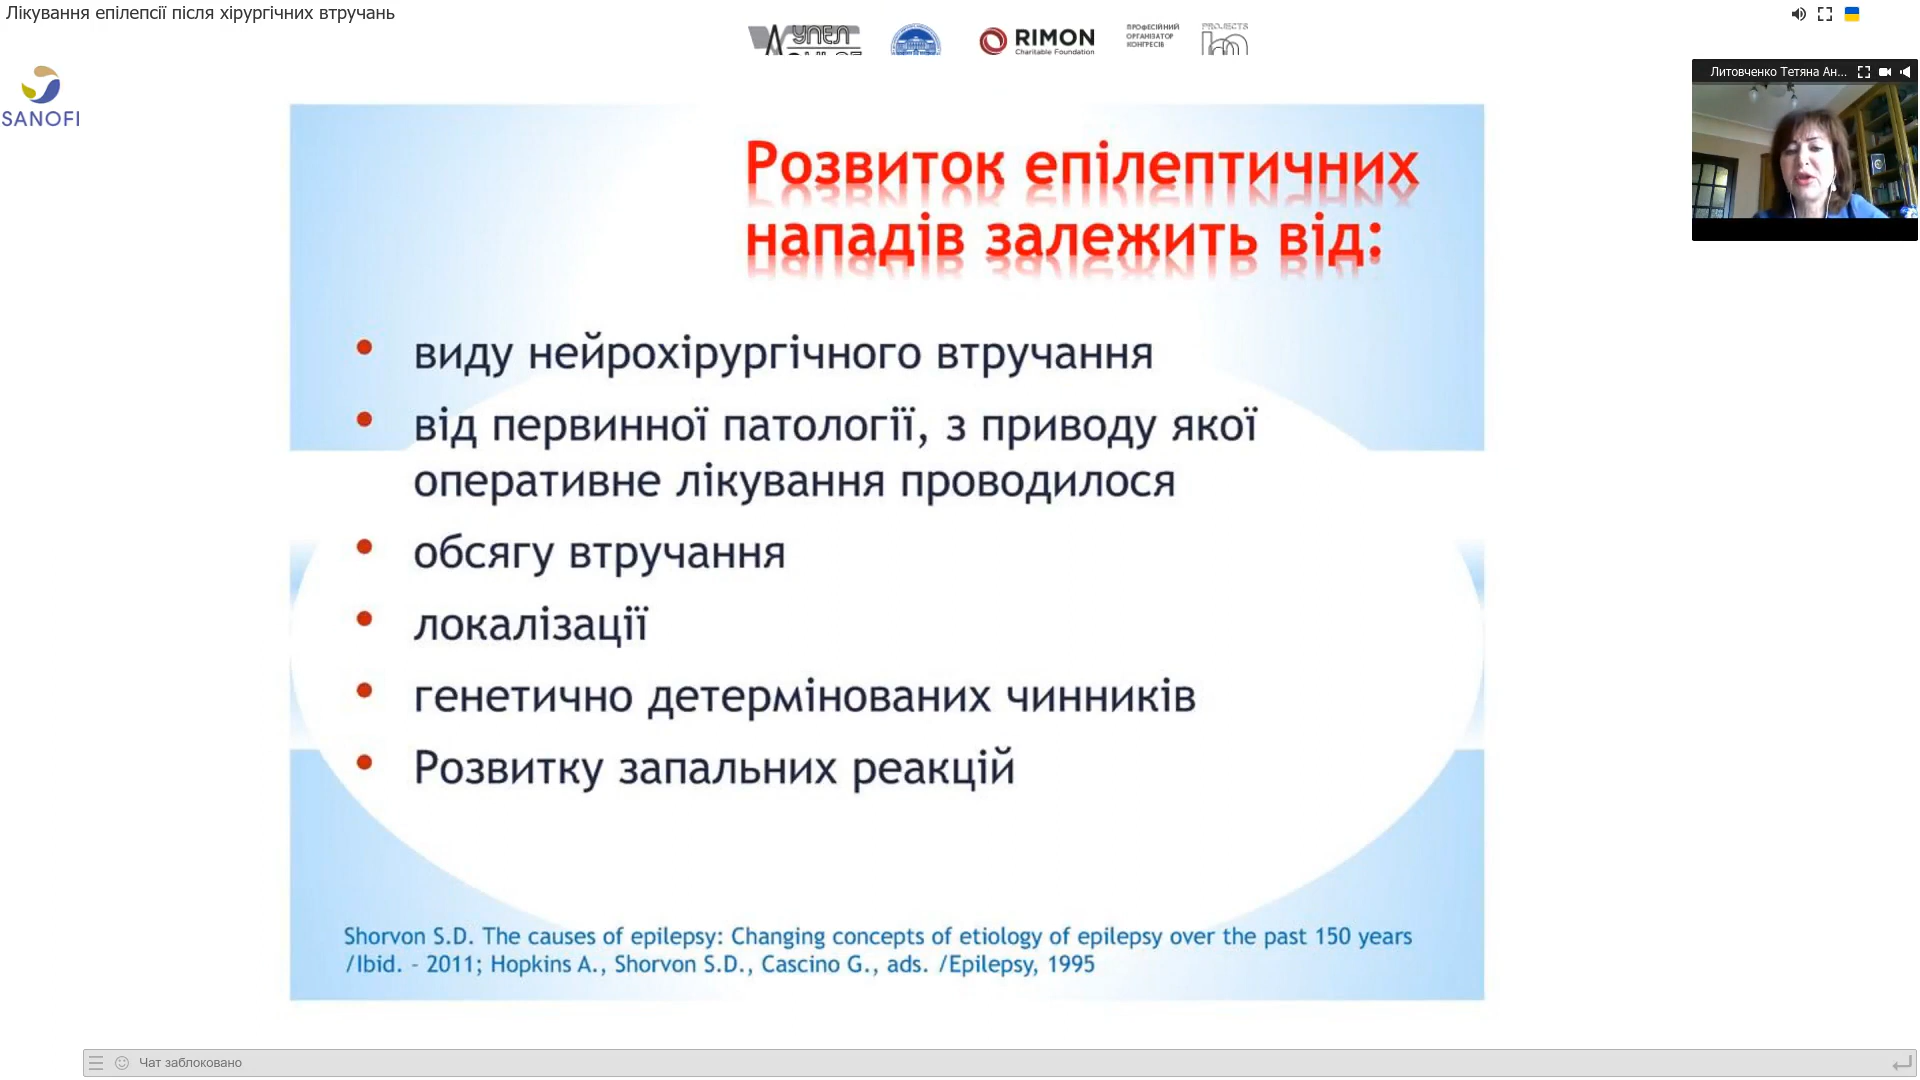 Лікування епілепсії після хірургічних втручань
УПЕЛ
RIMON
Charitable Foundation
ПРОФЕСІЙНИЙ
ОРГАНІЗАТОР
КОНГРЕСІВ
PROJECTS
SANOFI
Литовченко Тетяна Ан...
Розвиток епілептичних
нападів залежить від:
• виду нейрохірургічного втручання
• від первинної патології, з приводу якої
оперативне лікування проводилося
• обсягу втручання
• локалізації
• генетично детермінованих чинників
• Розвитку запальних реакцій
Shorvon S.D. The causes of epilepsy: Changing concepts of etiology of epilepsy over the past 150 years
/Ibid. - 2011; Hopkins A., Shorvon S.D., Cascino G., ads. /Epilepsy, 1995
Чат заблоковано